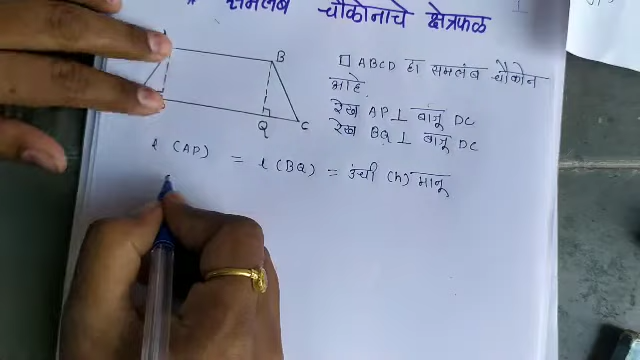 समलंब चौकोनाचे क्षेत्रफळ
B
□ ABCD हा समलंब चौकोन
आहे.
रेख AP ⊥ बाजू DC
रेख BQ ⊥ बाजू DC
Q C
l (AP) = l (BQ) = उंची (h) मानू